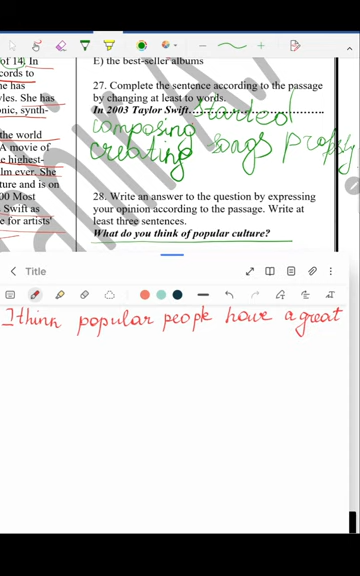 of 14. In
E) the best-seller albums
cords to
e has
yles. She has
onic, synth-
27. Complete the sentence according to the passage
by changing at least to words.
In 2003 Taylor Swift.....started
composing
creating songs
the world
A movie of
e highest-
lm ever. She
ture and is on
00 Most
Swift as
e for artists'
28. Write an answer to the question by expressing
your opinion according to the passage. Write at
least three sentences.
What do you think of popular culture?
Title
I think popular people have a great